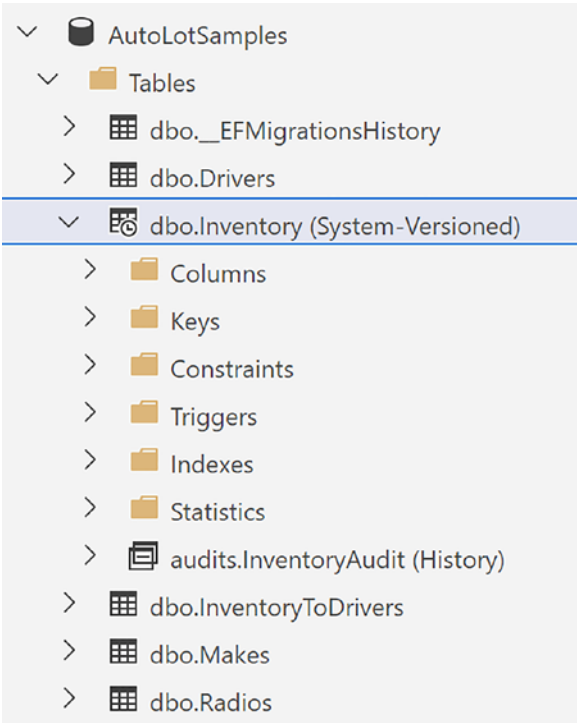 AutoLotSamples
Tables
dbo.__EFMigrationsHistory
dbo.Drivers
dbo.Inventory (System-Versioned)
Columns
Keys
Constraints
Triggers
Indexes
Statistics
audits.InventoryAudit (History)
dbo.InventoryToDrivers
dbo.Makes
dbo.Radios